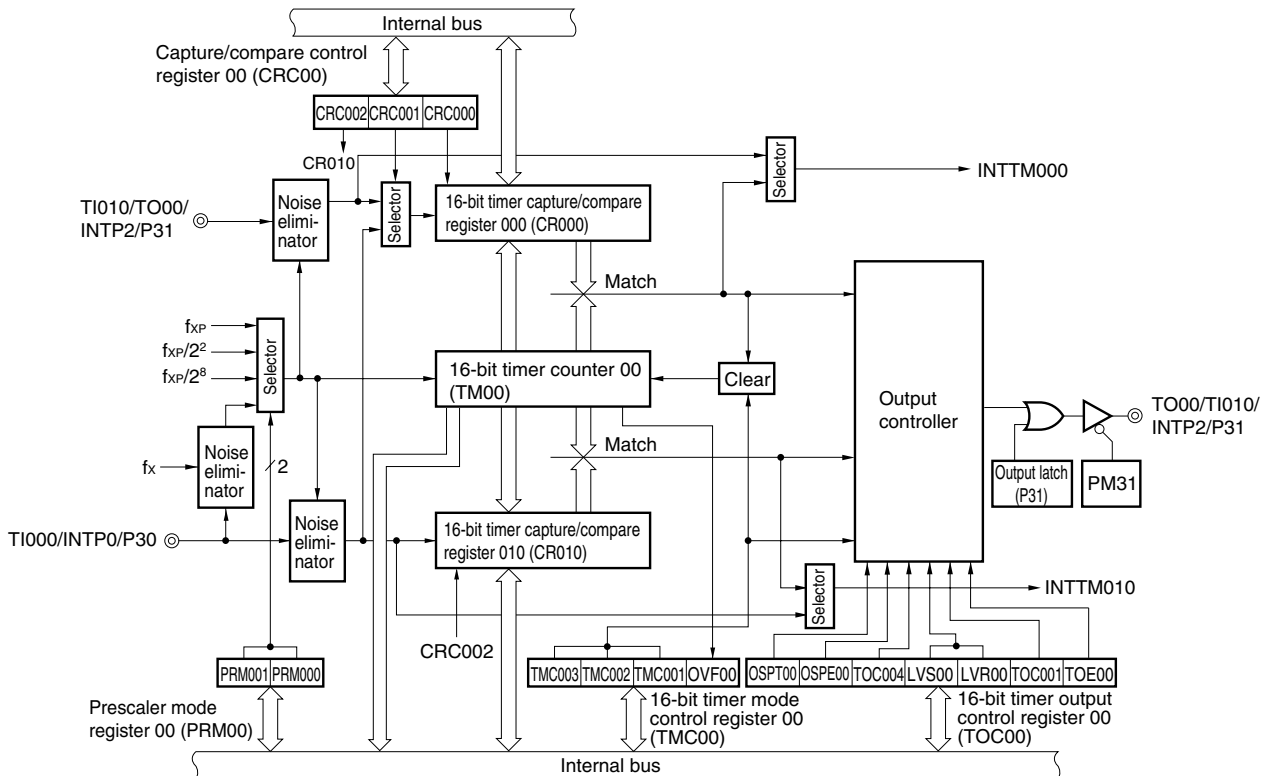 Internal bus
Capture/compare control
register 00 (CRC00)
CRC002 CRC001 CRC000
CR010
Selector
INTTM000
TI010/TO00/
INTP2/P31
Noise
elimi-
nator
Selector
16-bit timer capture/compare
register 000 (CR000)
Match
fXP
fXP/2²
fXP/2⁸
Selector
16-bit timer counter 00
(TM00)
Clear
Output
controller
TO00/TI010/
INTP2/P31
fX
Noise
elimi-
nator
2
Match
Output latch
(P31)
PM31
TI000/INTP0/P30
Noise
elimi-
nator
16-bit timer capture/compare
register 010 (CR010)
Selector
INTTM010
CRC002
PRM001 PRM000
TMC003 TMC002 TMC001 OVF00
OSPT00 OSPE00 TOC004 LVS00 LVR00 TOC001 TOE00
Prescaler mode
register 00 (PRM00)
16-bit timer mode
control register 00
(TMC00)
16-bit timer output
control register 00
(TOC00)
Internal bus